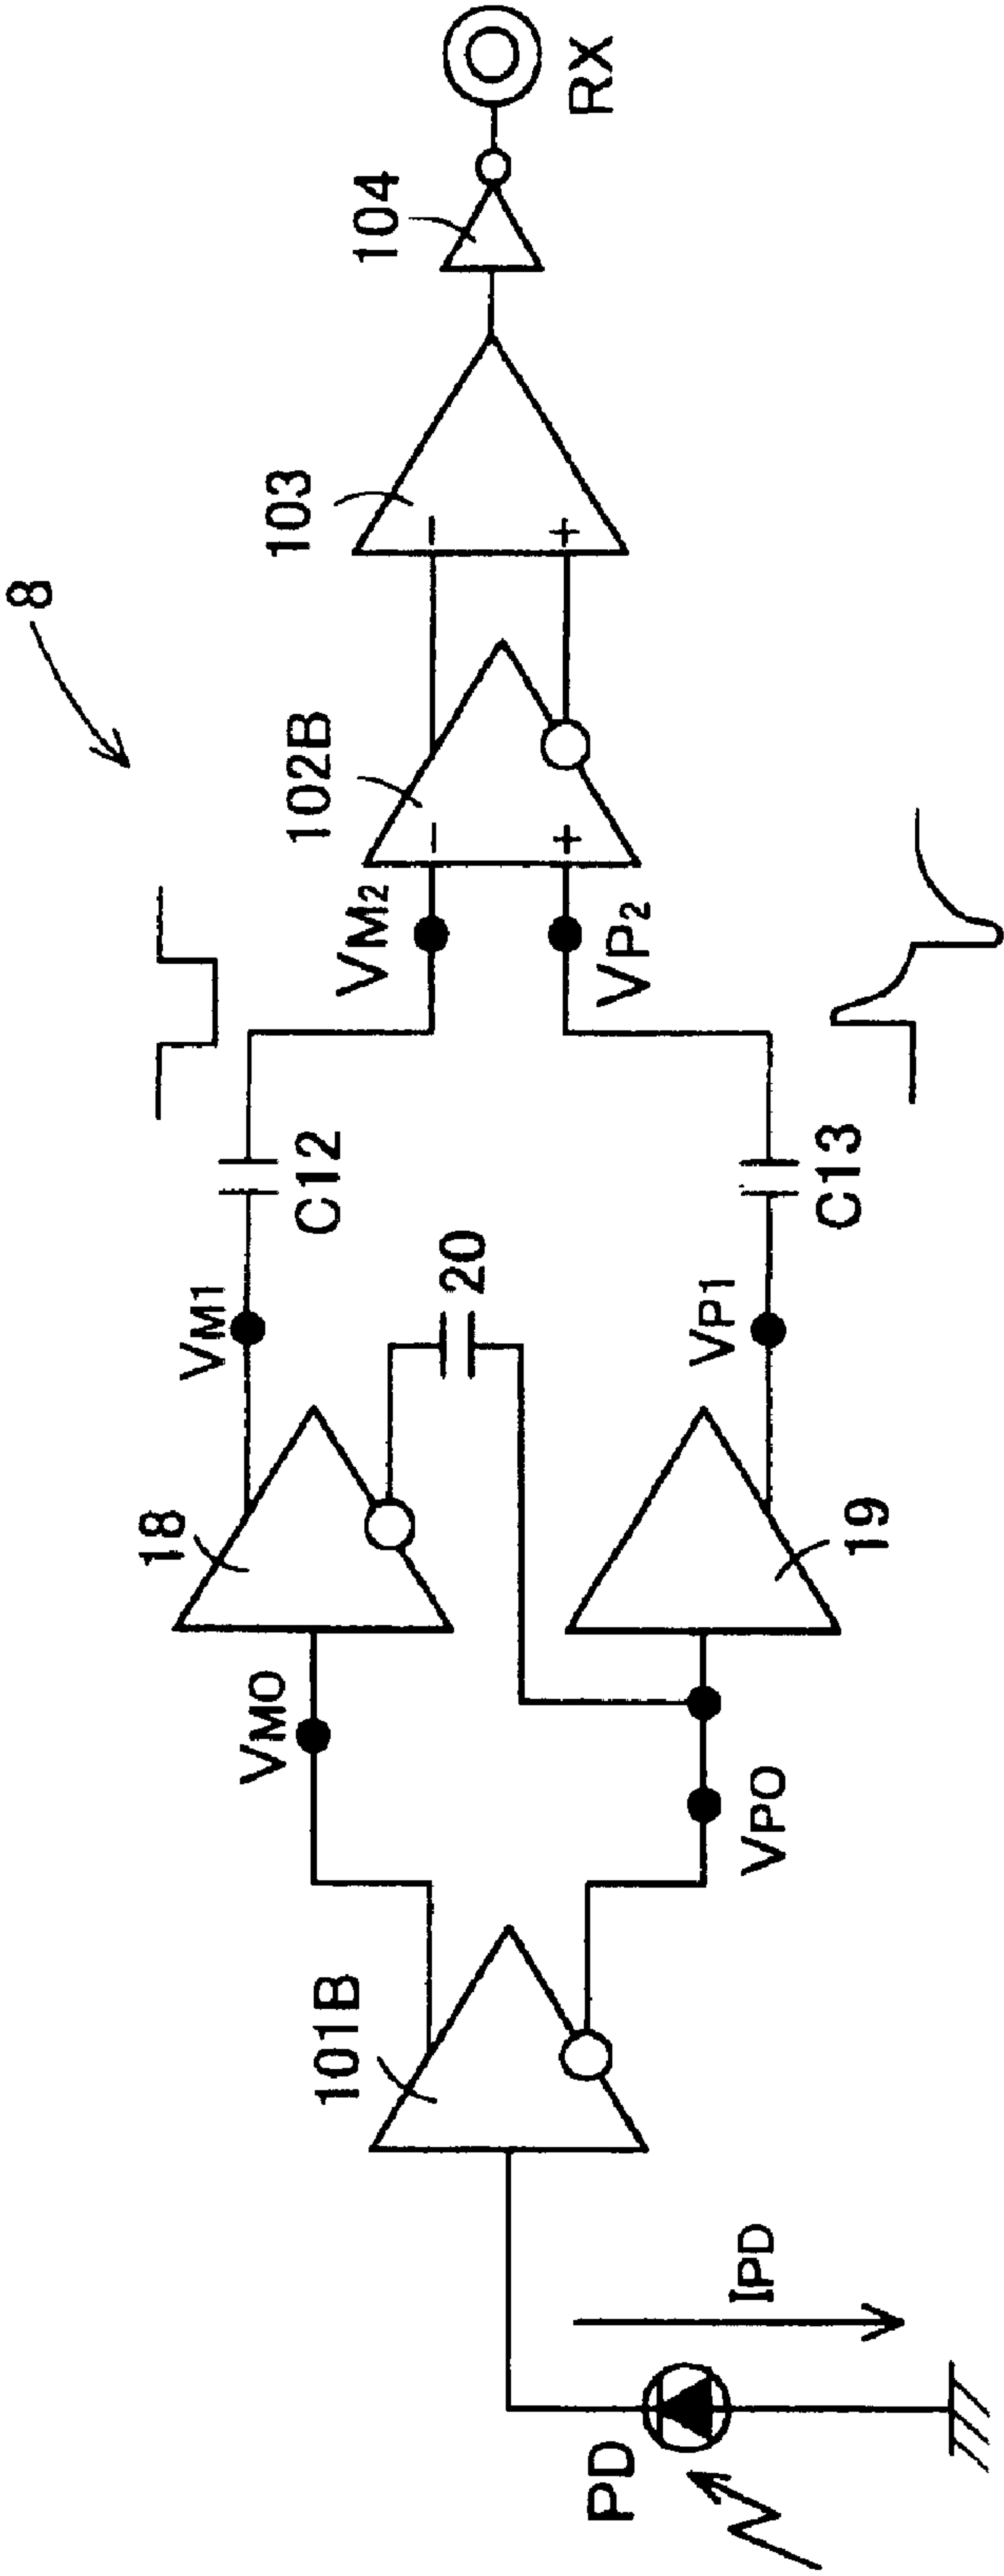 8
PD
IPD
101B
VMO
VPO
18
19
20
VM1
VP1
C12
C13
VM2
VP2
102B
−
+
103
−
+
104
RX